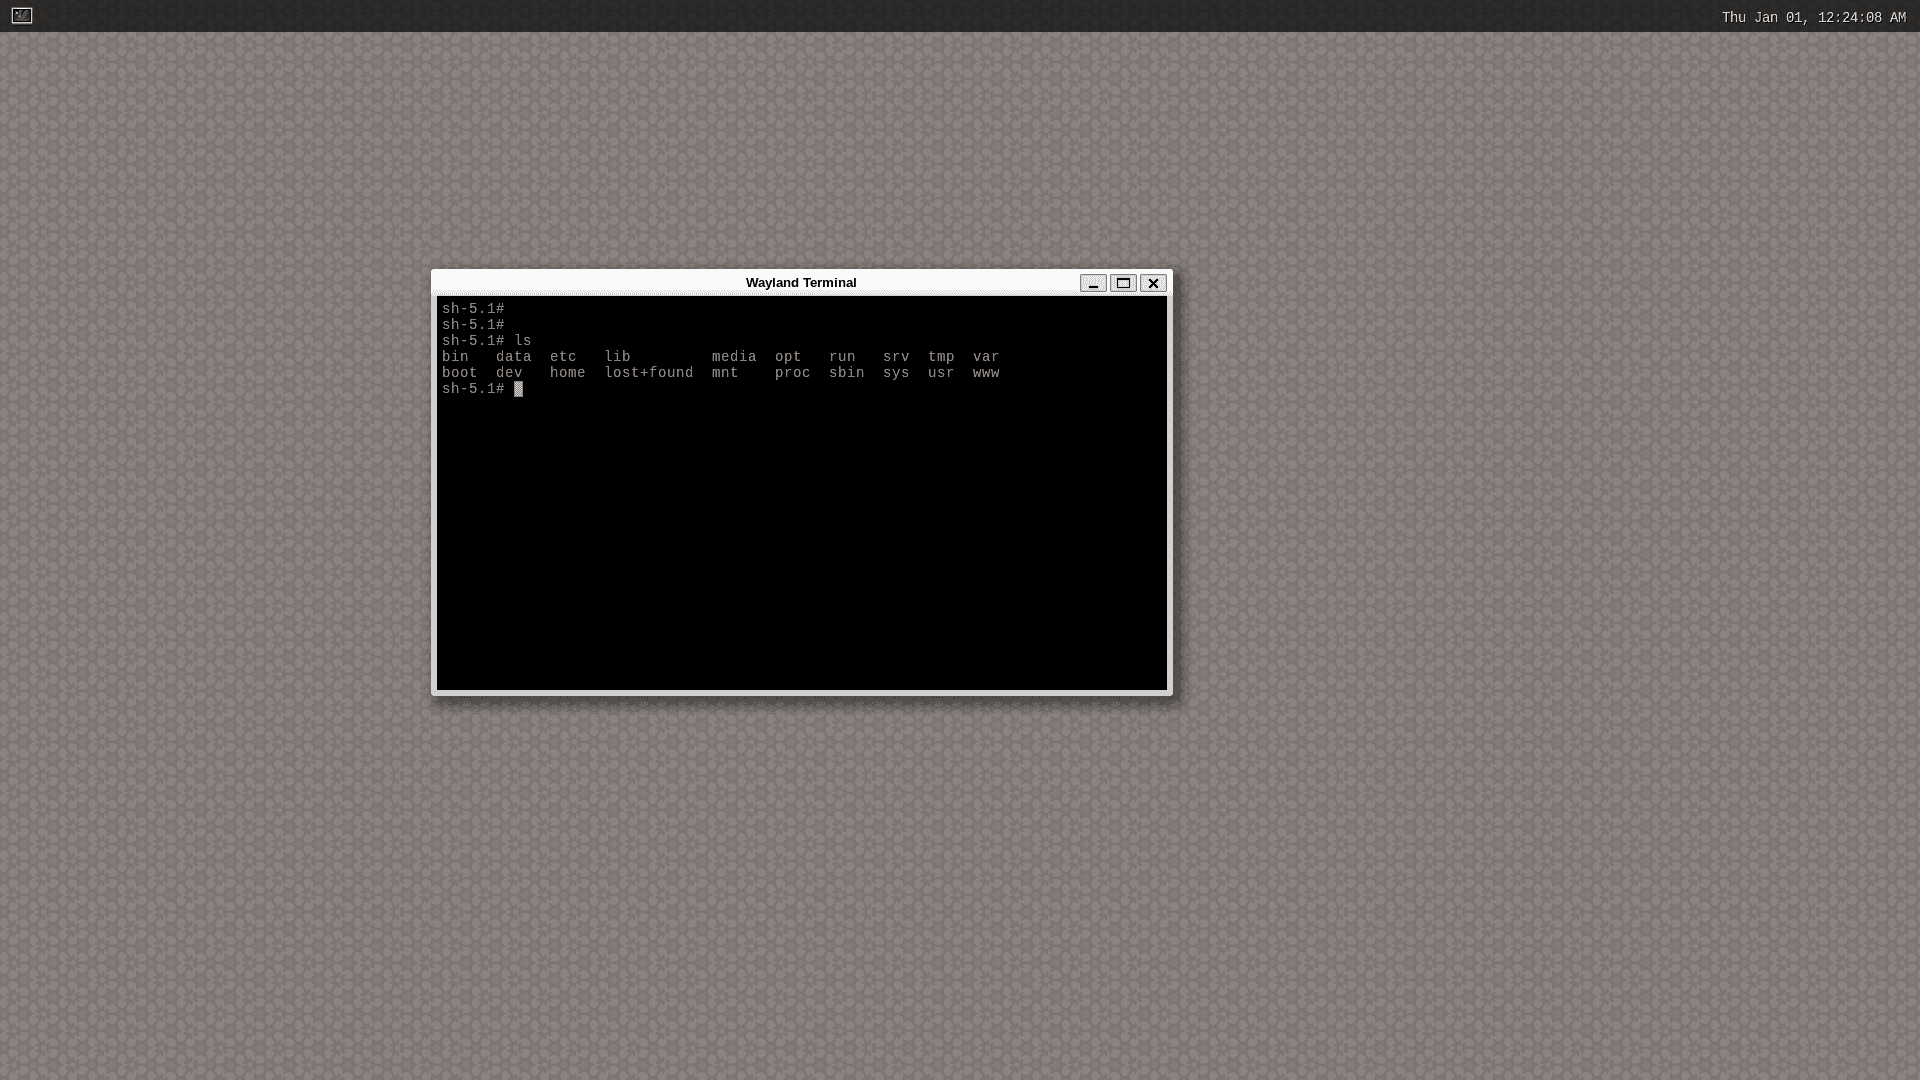 Thu Jan 01, 12:24:08 AM
Wayland Terminal
sh-5.1#
sh-5.1#
sh-5.1# ls
bin   data  etc   lib         media  opt   run   srv  tmp  var
boot  dev   home  lost+found  mnt    proc  sbin  sys  usr  www
sh-5.1#